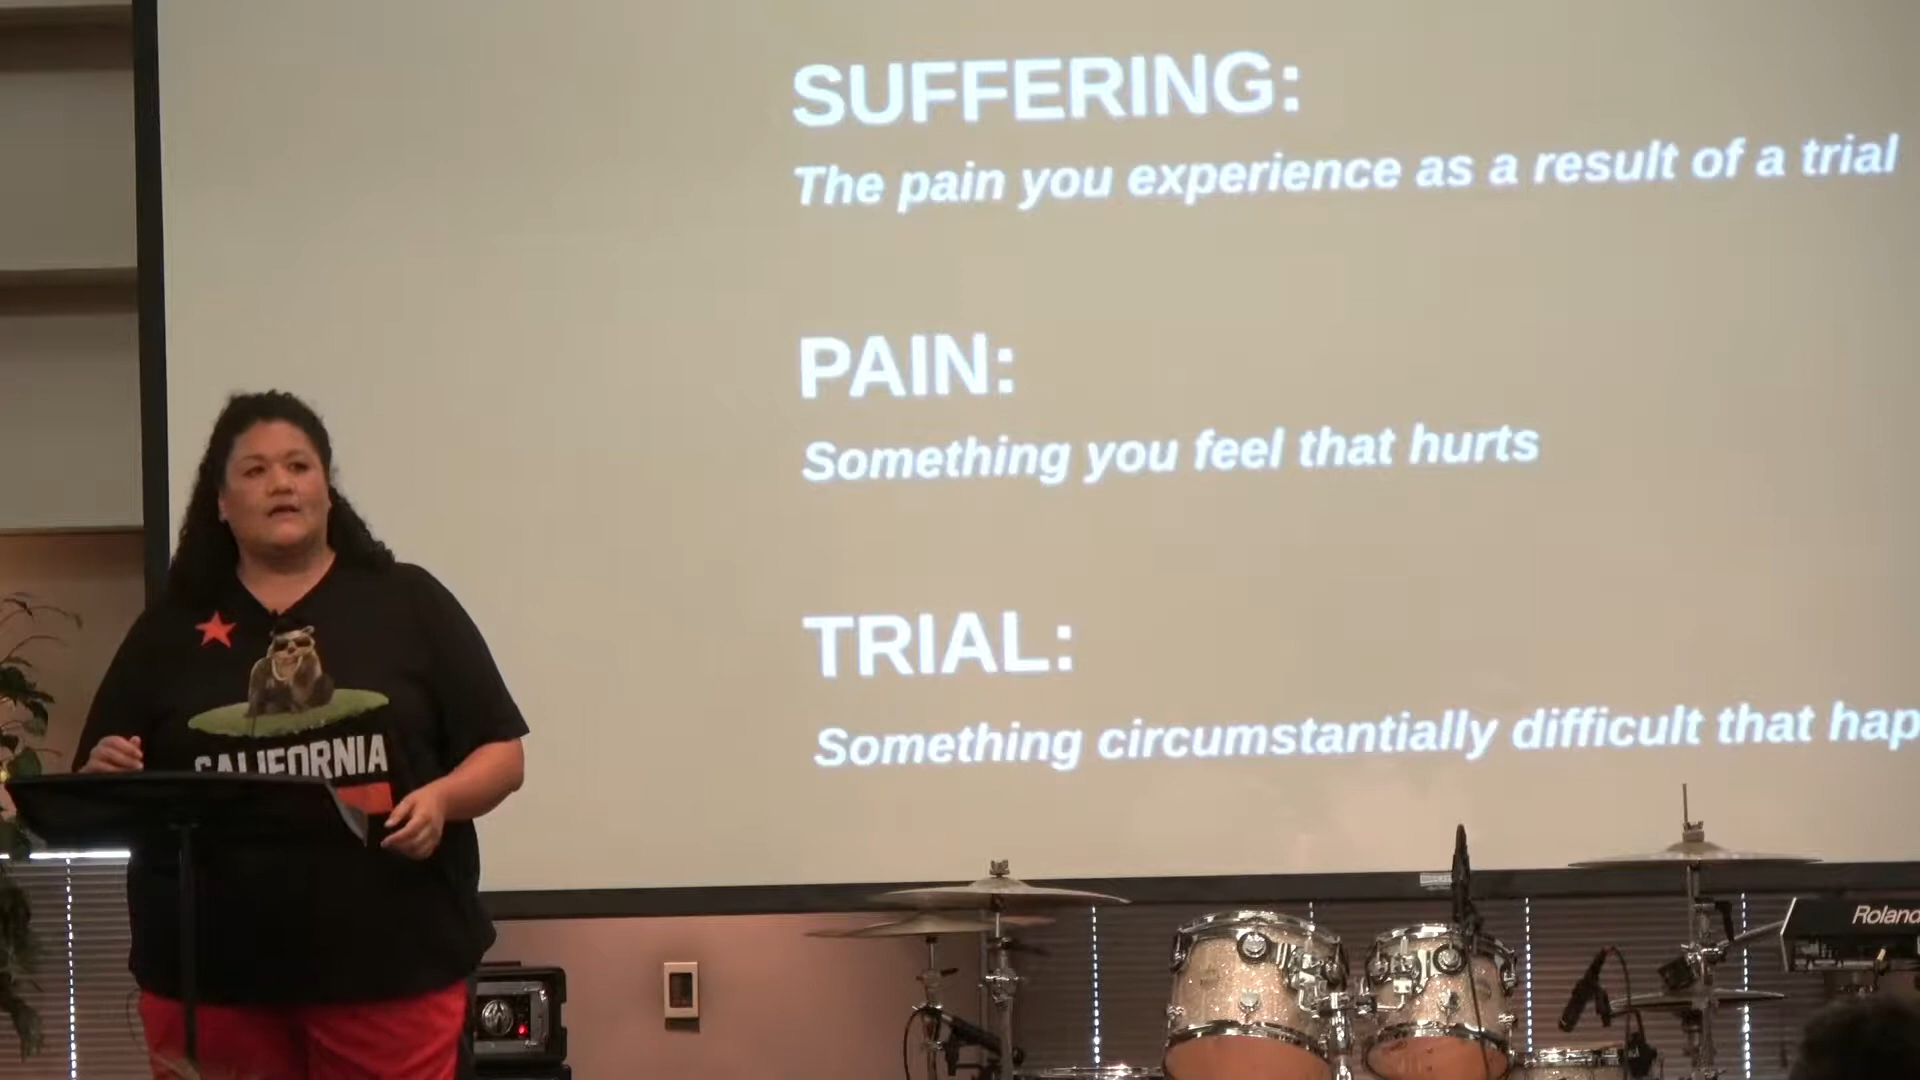 SUFFERING:
The pain you experience as a result of a trial
PAIN:
Something you feel that hurts
TRIAL:
Something circumstantially difficult that hap
CALIFORNIA
Roland